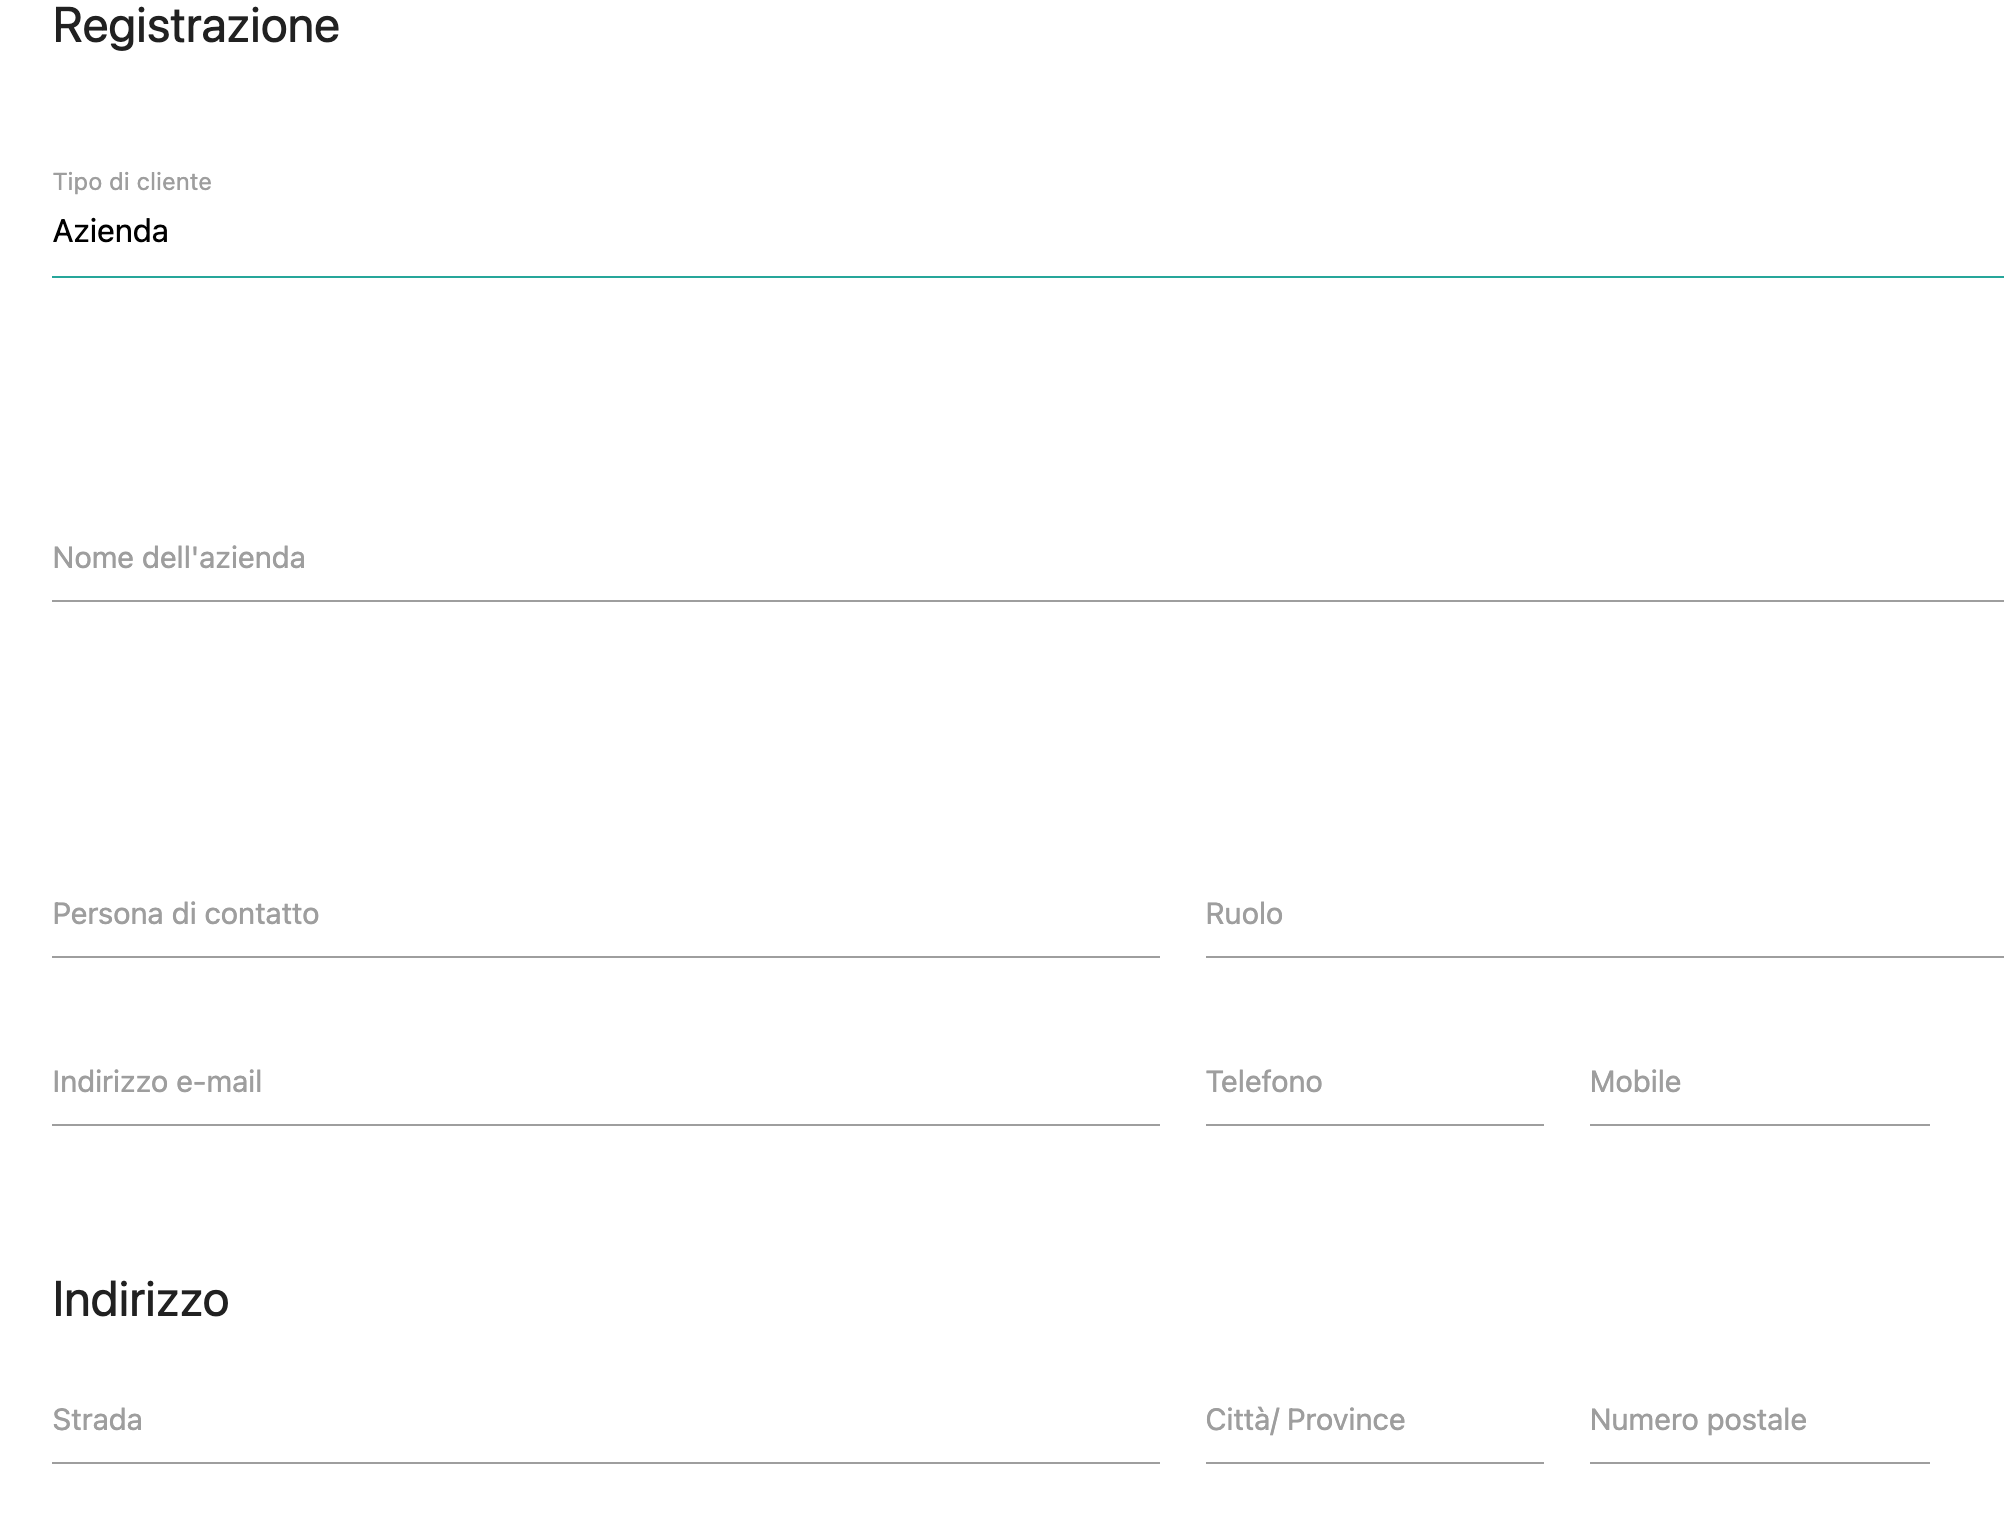 Registrazione
Tipo di cliente
Azienda
Nome dell'azienda
Persona di contatto
Ruolo
Indirizzo e-mail
Telefono
Mobile
Indirizzo
Strada
Città/ Province
Numero postale